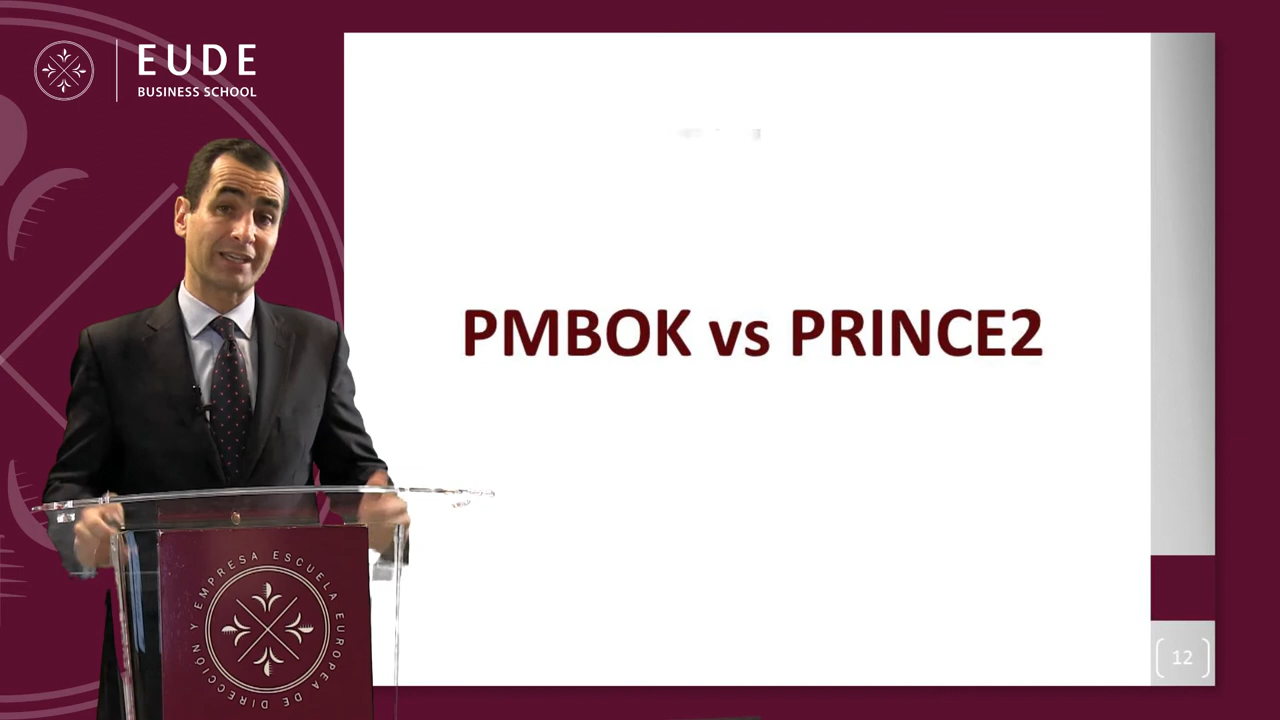 EUDE
BUSINESS SCHOOL
PMBOK vs PRINCE2
12
ESCUELA EUROPEA DE DIRECCIÓN Y EMPRESA